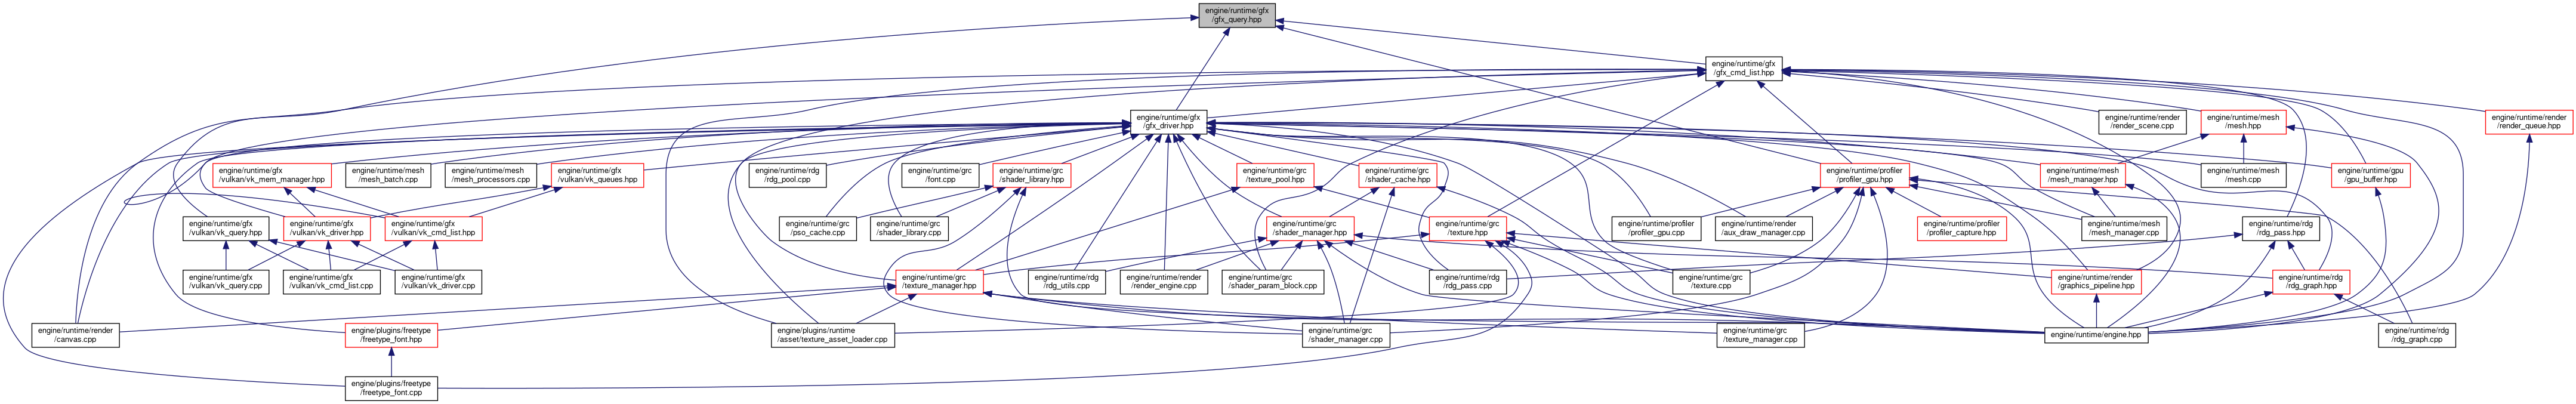 engine/runtime/gfx
/gfx_query.hpp
engine/runtime/gfx
/gfx_cmd_list.hpp
engine/runtime/gfx
/gfx_driver.hpp
engine/runtime/render
/render_scene.cpp
engine/runtime/mesh
/mesh.hpp
engine/runtime/render
/render_queue.hpp
engine/runtime/gfx
/vulkan/vk_mem_manager.hpp
engine/runtime/mesh
/mesh_batch.cpp
engine/runtime/mesh
/mesh_processors.cpp
engine/runtime/gfx
/vulkan/vk_queues.hpp
engine/runtime/rdg
/rdg_pool.cpp
engine/runtime/grc
/font.cpp
engine/runtime/grc
/shader_library.hpp
engine/runtime/grc
/texture_pool.hpp
engine/runtime/grc
/shader_cache.hpp
engine/runtime/profiler
/profiler_gpu.hpp
engine/runtime/mesh
/mesh_manager.hpp
engine/runtime/mesh
/mesh.cpp
engine/runtime/gpu
/gpu_buffer.hpp
engine/runtime/gfx
/vulkan/vk_query.hpp
engine/runtime/gfx
/vulkan/vk_driver.hpp
engine/runtime/gfx
/vulkan/vk_cmd_list.hpp
engine/runtime/grc
/pso_cache.cpp
engine/runtime/grc
/shader_library.cpp
engine/runtime/grc
/shader_manager.hpp
engine/runtime/grc
/texture.hpp
engine/runtime/profiler
/profiler_gpu.cpp
engine/runtime/render
/aux_draw_manager.cpp
engine/runtime/profiler
/profiler_capture.hpp
engine/runtime/mesh
/mesh_manager.cpp
engine/runtime/rdg
/rdg_pass.hpp
engine/runtime/gfx
/vulkan/vk_query.cpp
engine/runtime/gfx
/vulkan/vk_cmd_list.cpp
engine/runtime/gfx
/vulkan/vk_driver.cpp
engine/runtime/grc
/texture_manager.hpp
engine/runtime/rdg
/rdg_utils.cpp
engine/runtime/render
/render_engine.cpp
engine/runtime/grc
/shader_param_block.cpp
engine/runtime/rdg
/rdg_pass.cpp
engine/runtime/grc
/texture.cpp
engine/runtime/render
/graphics_pipeline.hpp
engine/runtime/rdg
/rdg_graph.hpp
engine/runtime/render
/canvas.cpp
engine/plugins/freetype
/freetype_font.hpp
engine/plugins/runtime
asset/texture_asset_loader.cpp
engine/runtime/grc
/shader_manager.cpp
engine/runtime/grc
/texture_manager.cpp
engine/runtime/engine.hpp
engine/runtime/rdg
/rdg_graph.cpp
engine/plugins/freetype
/freetype_font.cpp